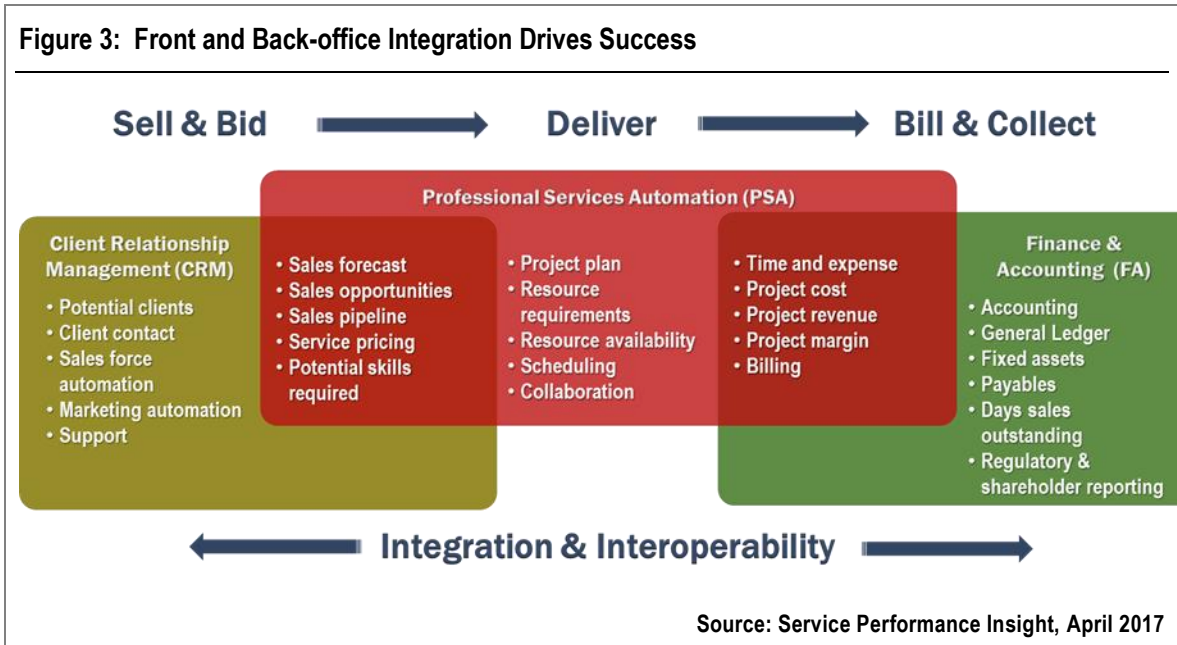 Figure 3: Front and Back-office Integration Drives Success
Sell & Bid
Deliver
Bill & Collect
Professional Services Automation (PSA)
Client Relationship
Management (CRM)
• Potential clients
• Client contact
• Sales force
automation
• Marketing automation
• Support
• Sales forecast
• Sales opportunities
• Sales pipeline
• Service pricing
• Potential skills
required
• Project plan
• Resource
requirements
• Resource availability
• Scheduling
• Collaboration
• Time and expense
• Project cost
• Project revenue
• Project margin
• Billing
Finance &
Accounting (FA)
• Accounting
• General Ledger
• Fixed assets
• Payables
• Days sales
outstanding
• Regulatory &
shareholder reporting
Integration & Interoperability
Source: Service Performance Insight, April 2017